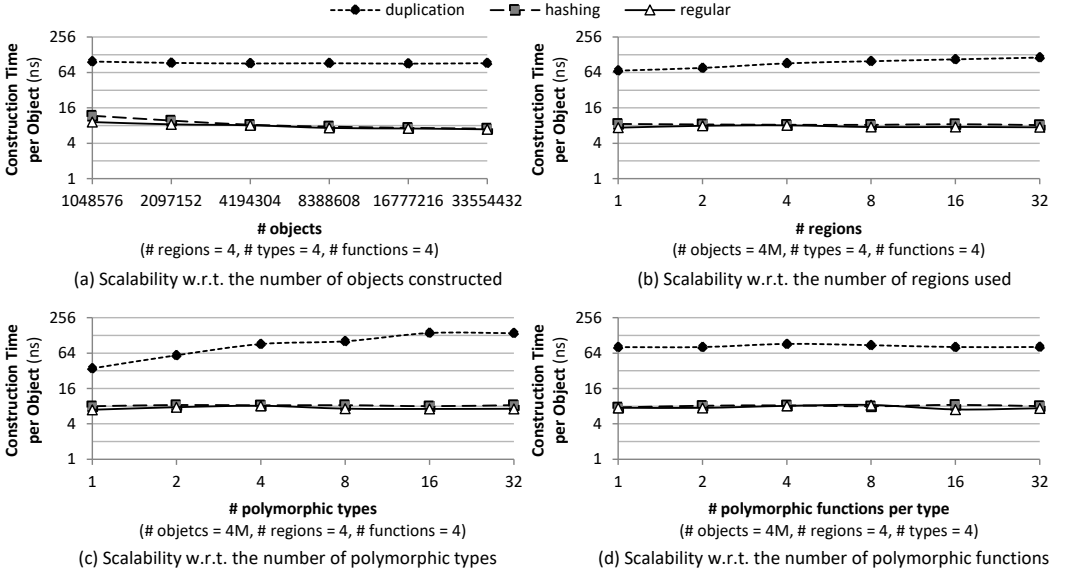 duplication hashing regular
Construction Time
per Object (ns)
256
64
16
4
1
1048576 2097152 4194304 8388608 16777216 33554432
# objects
(# regions = 4, # types = 4, # functions = 4)
(a) Scalability w.r.t. the number of objects constructed
Construction Time
per Object (ns)
256
64
16
4
1
1 2 4 8 16 32
# regions
(# objects = 4M, # types = 4, # functions = 4)
(b) Scalability w.r.t. the number of regions used
Construction Time
per Object (ns)
256
64
16
4
1
1 2 4 8 16 32
# polymorphic types
(# objetcs = 4M, # regions = 4, # functions = 4)
(c) Scalability w.r.t. the number of polymorphic types
Construction Time
per Object (ns)
256
64
16
4
1
1 2 4 8 16 32
# polymorphic functions per type
(# objects = 4M, # regions = 4, # types = 4)
(d) Scalability w.r.t. the number of polymorphic functions